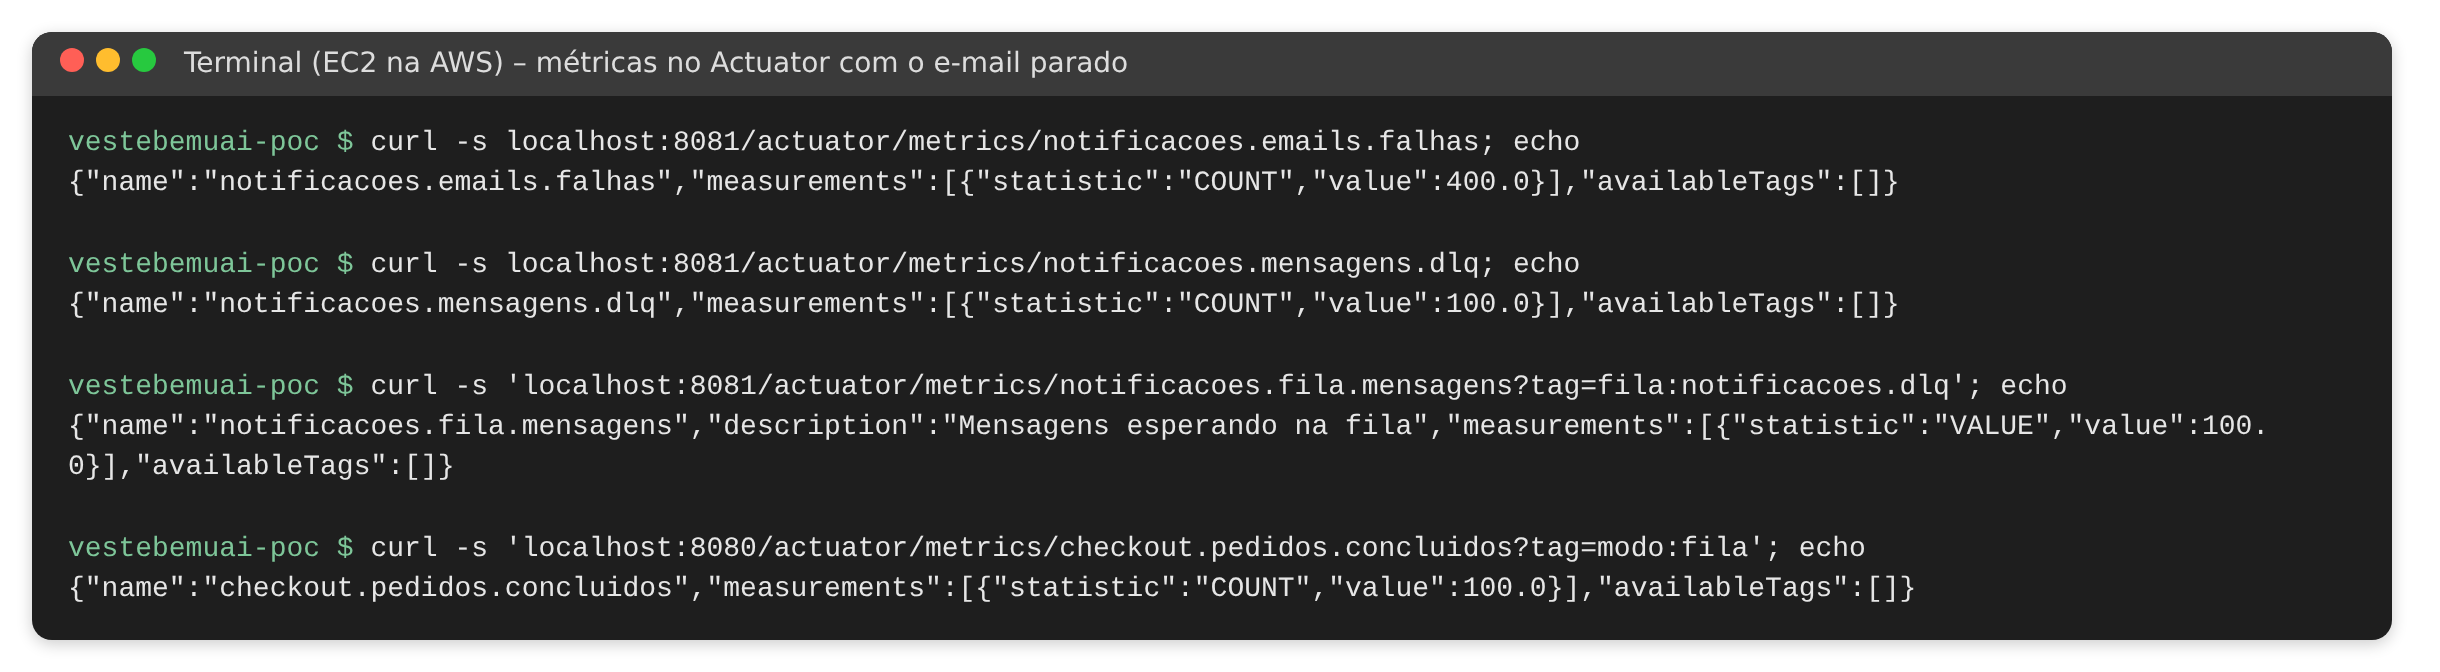 Terminal (EC2 na AWS) – métricas no Actuator com o e-mail parado
vestebemuai-poc $ curl -s localhost:8081/actuator/metrics/notificacoes.emails.falhas; echo
{"name":"notificacoes.emails.falhas","measurements":[{"statistic":"COUNT","value":400.0}],"availableTags":[]}
vestebemuai-poc $ curl -s localhost:8081/actuator/metrics/notificacoes.mensagens.dlq; echo
{"name":"notificacoes.mensagens.dlq","measurements":[{"statistic":"COUNT","value":100.0}],"availableTags":[]}
vestebemuai-poc $ curl -s 'localhost:8081/actuator/metrics/notificacoes.fila.mensagens?tag=fila:notificacoes.dlq'; echo
{"name":"notificacoes.fila.mensagens","description":"Mensagens esperando na fila","measurements":[{"statistic":"VALUE","value":100.
0}],"availableTags":[]}
vestebemuai-poc $ curl -s 'localhost:8080/actuator/metrics/checkout.pedidos.concluidos?tag=modo:fila'; echo
{"name":"checkout.pedidos.concluidos","measurements":[{"statistic":"COUNT","value":100.0}],"availableTags":[]}